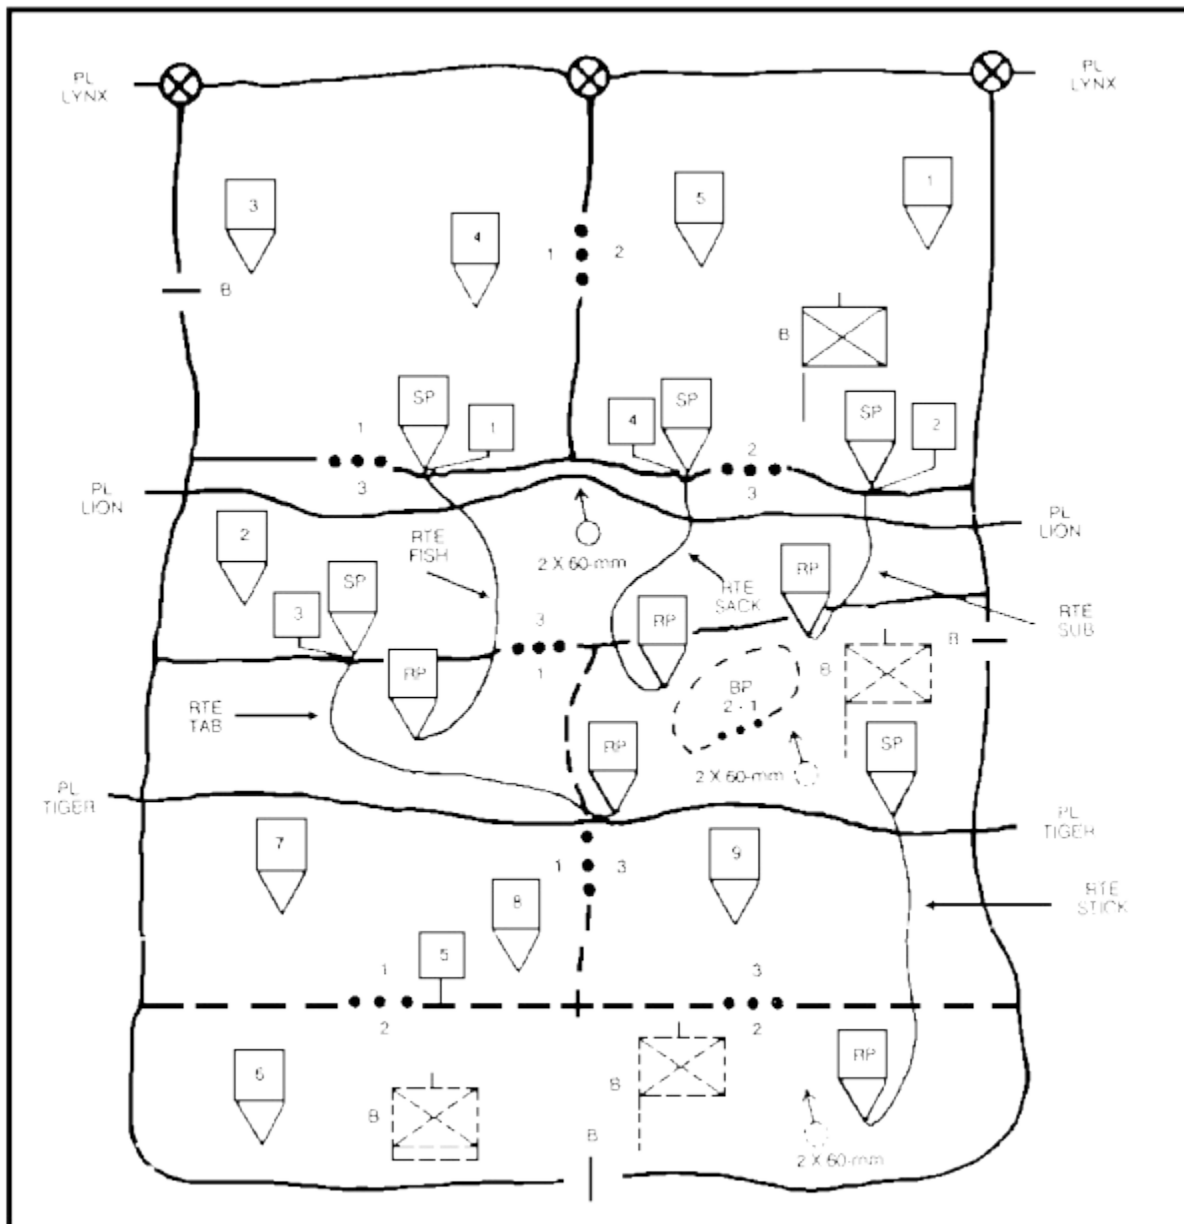 PL
LYNX
PL
LYNX
3
4
5
1
1
2
B
B
SP
1
1
3
4
SP
2
3
SP
2
PL
LION
PL
LION
2
RTE
FISH
2 X 60-mm
RTE
SACK
RP
RTE
SUB
SP
3
3
1
RP
B
B
RP
BP
2 - 1
RTE
TAB
RP
SP
2 X 60-mm
PL
TIGER
PL
TIGER
7
1
3
9
8
RTE
STICK
5
1
2
3
2
6
B
B
RP
B
2 X 60-mm